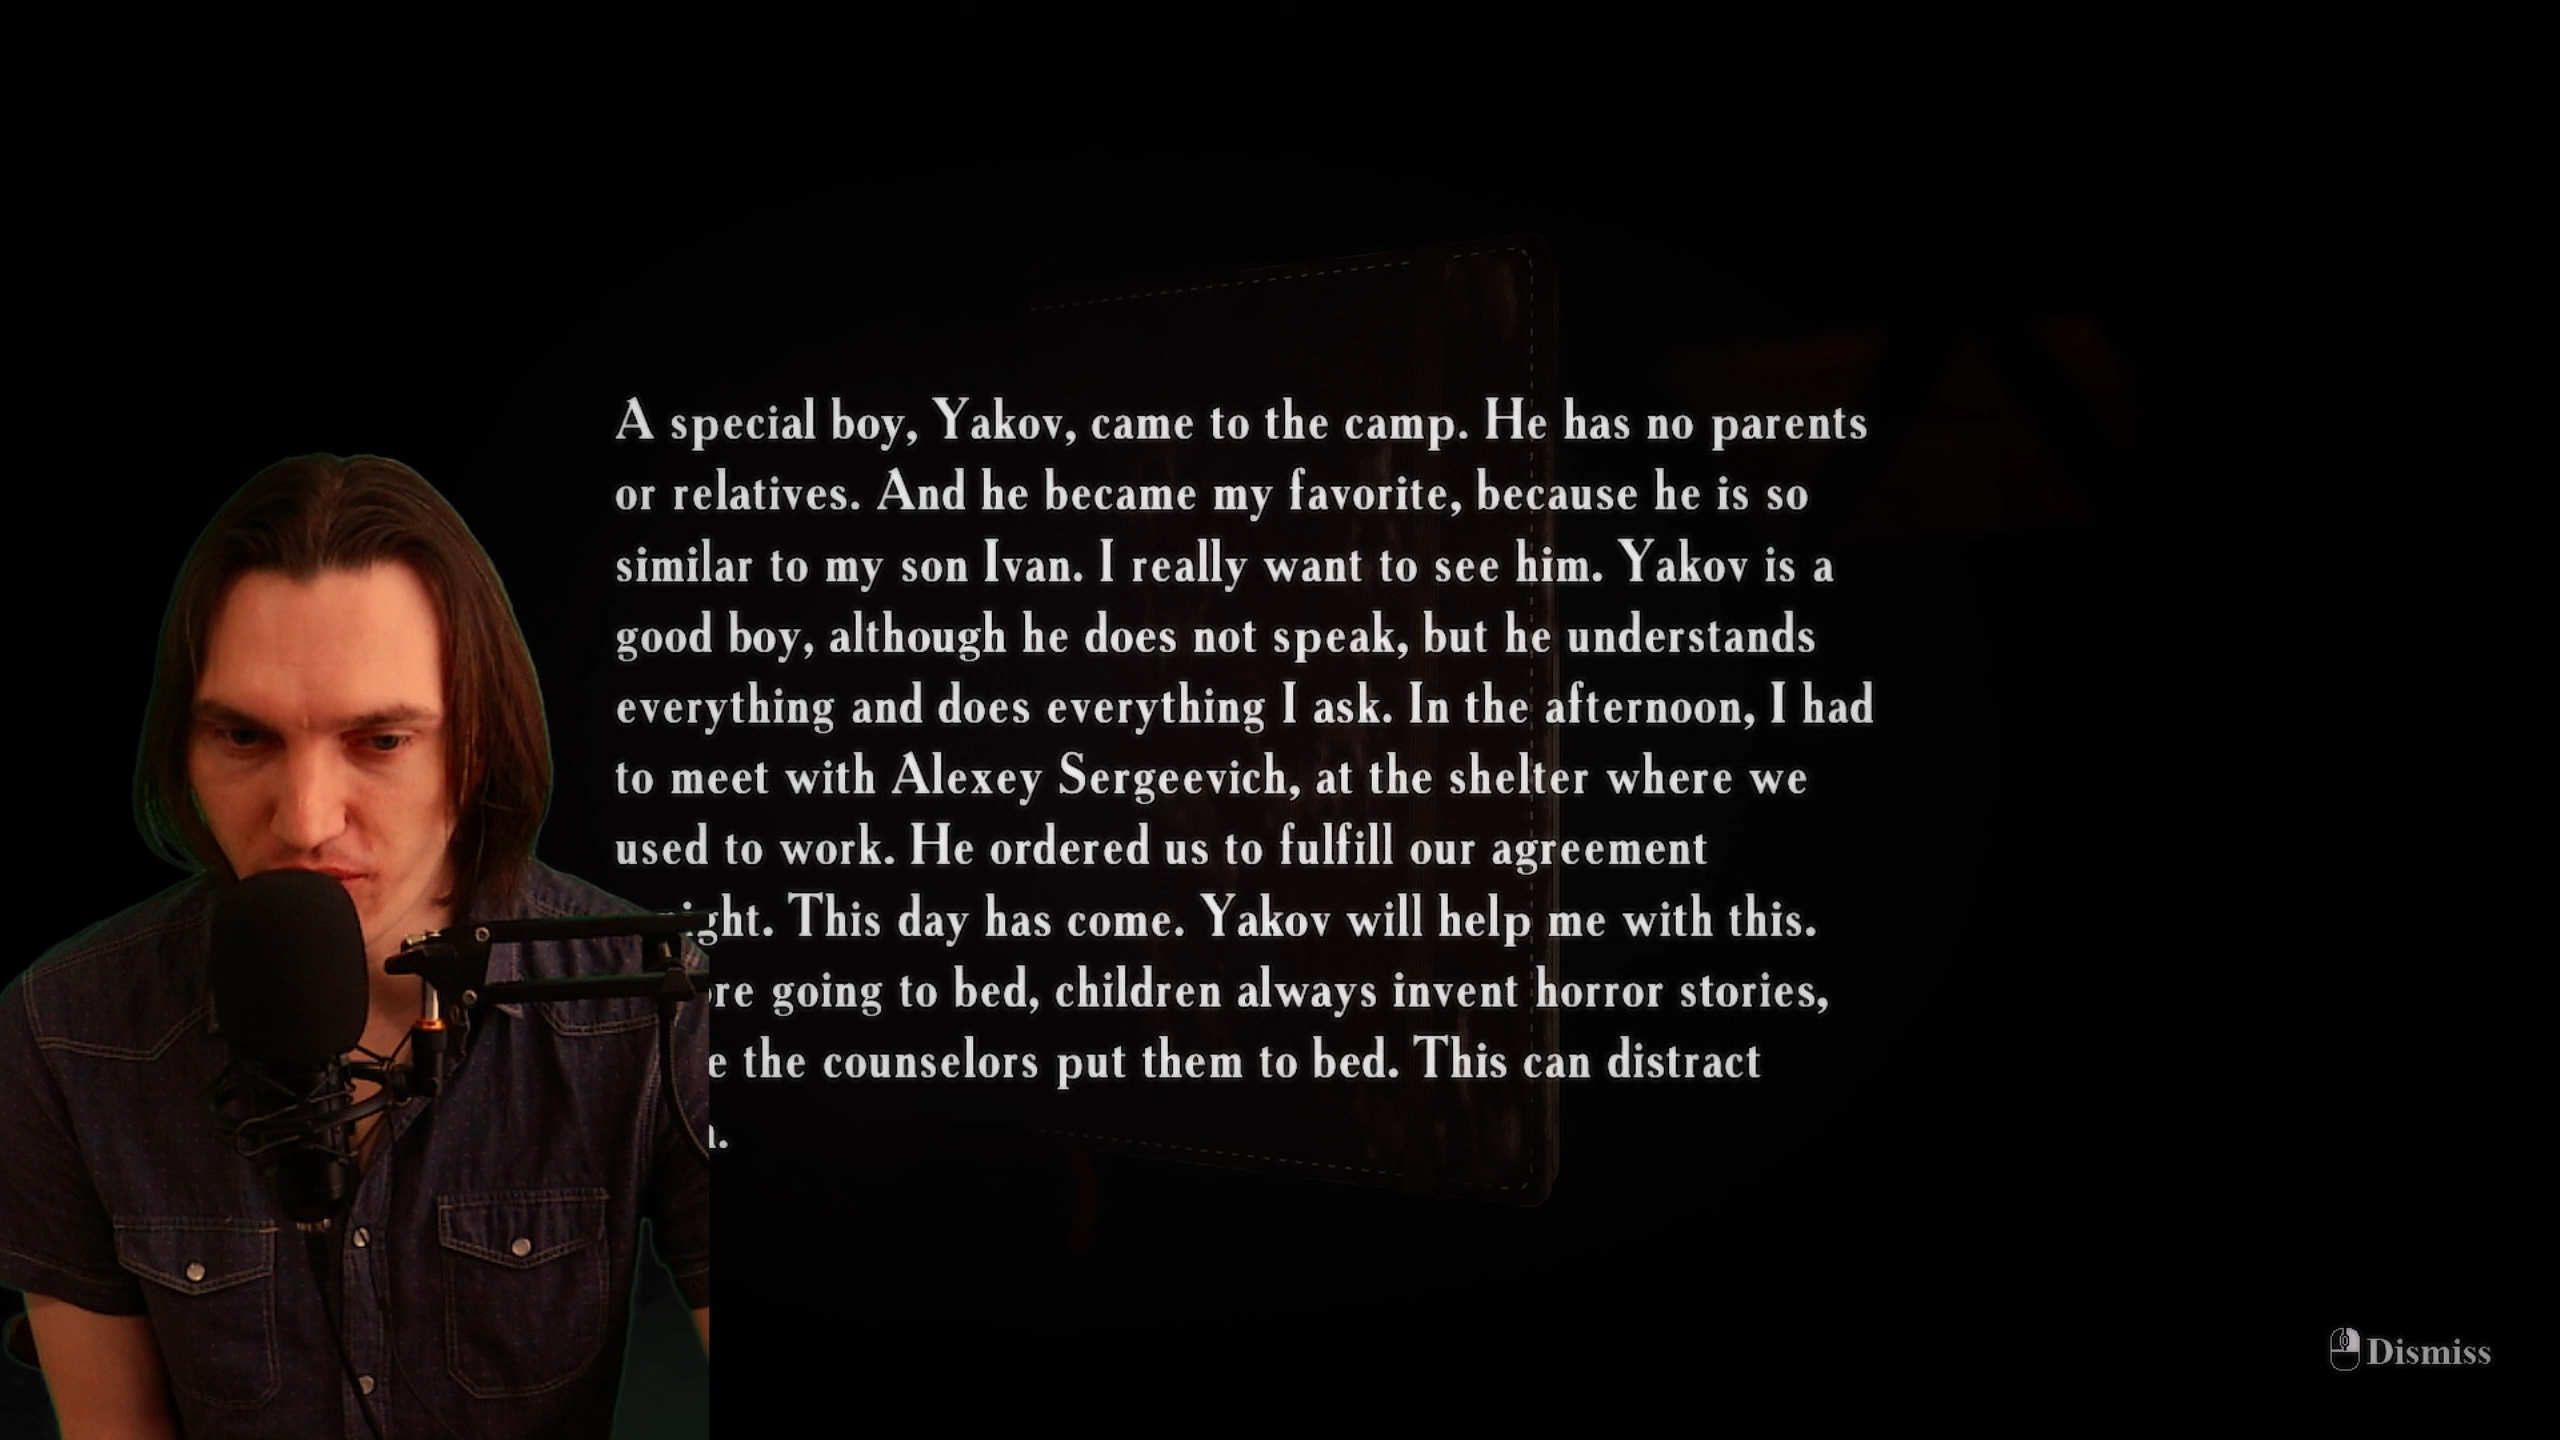 A special boy, Yakov, came to the camp. He has no parents
or relatives. And he became my favorite, because he is so
similar to my son Ivan. I really want to see him. Yakov is a
good boy, although he does not speak, but he understands
everything and does everything I ask. In the afternoon, I had
to meet with Alexey Sergeevich, at the shelter where we
used to work. He ordered us to fulfill our agreement
This day has come. Yakov will help me with this.
going to bed, children always invent horror stories,
the counselors put them to bed. This can distract
Dismiss